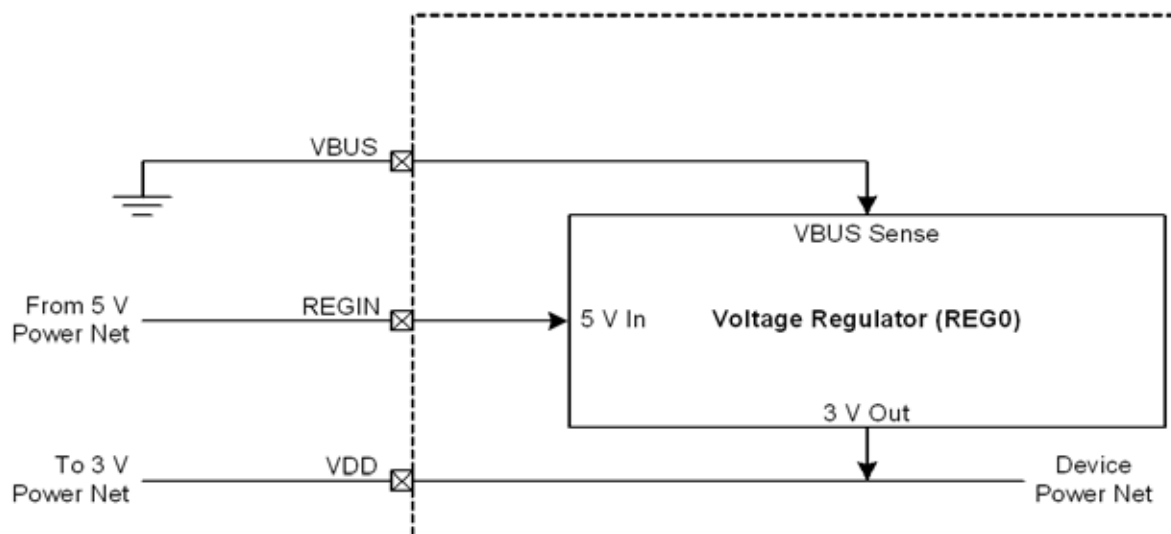 VBUS
VBUS Sense
From 5 V
Power Net
REGIN
5 V In
Voltage Regulator (REG0)
3 V Out
To 3 V
Power Net
VDD
Device
Power Net